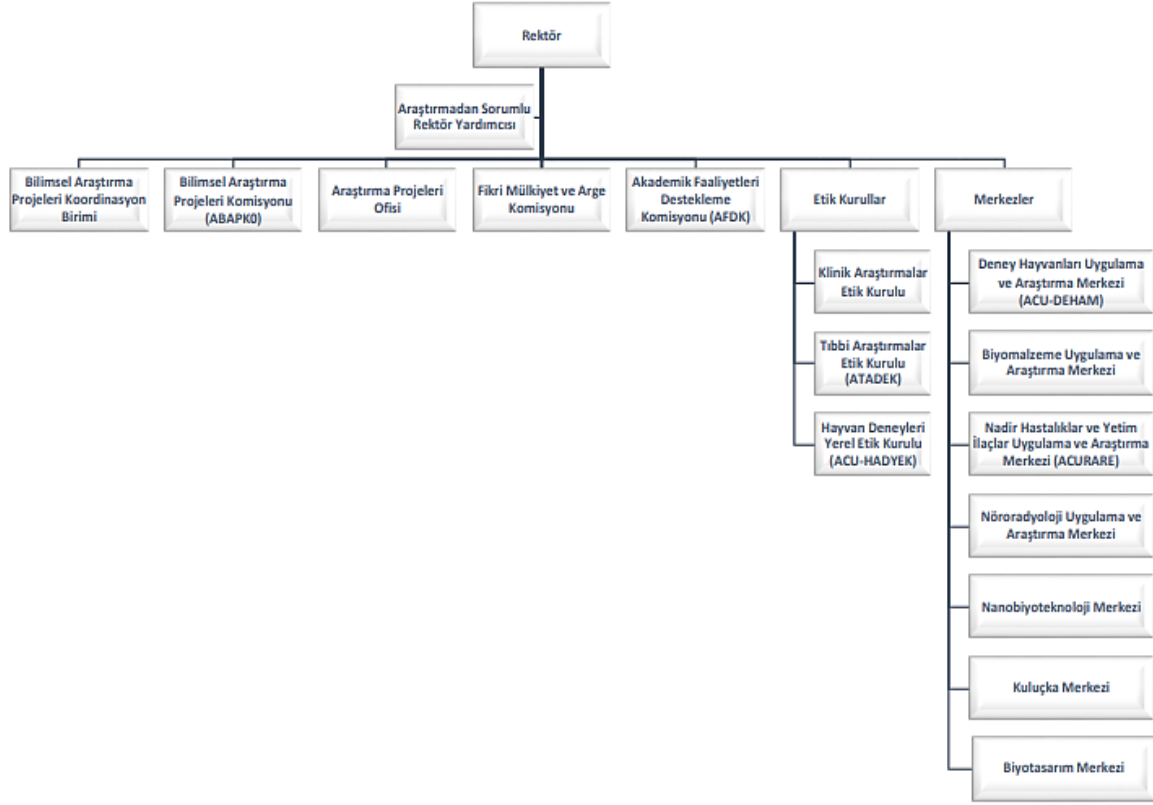 Rektör
Araştırmadan Sorumlu
Rektör Yardımcısı
Bilimsel Araştırma
Projeleri Koordinasyon
Birimi
Bilimsel Araştırma
Projeleri Komisyonu
(ABAPK0)
Araştırma Projeleri
Ofisi
Fikri Mülkiyet ve Arge
Komisyonu
Akademik Faaliyetleri
Destekleme
Komisyonu (AFDK)
Etik Kurullar
Merkezler
Klinik Araştırmalar
Etik Kurulu
Tıbbi Araştırmalar
Etik Kurulu
(ATADEK)
Hayvan Deneyleri
Yerel Etik Kurulu
(ACU-HADYEK)
Deney Hayvanları Uygulama
ve Araştırma Merkezi
(ACU-DEHAM)
Biyomalzeme Uygulama ve
Araştırma Merkezi
Nadir Hastalıklar ve Yetim
İlaçlar Uygulama ve Araştırma
Merkezi (ACURARE)
Nöroradyoloji Uygulama ve
Araştırma Merkezi
Nanobiyoteknoloji Merkezi
Kuluçka Merkezi
Biyotasarım Merkezi